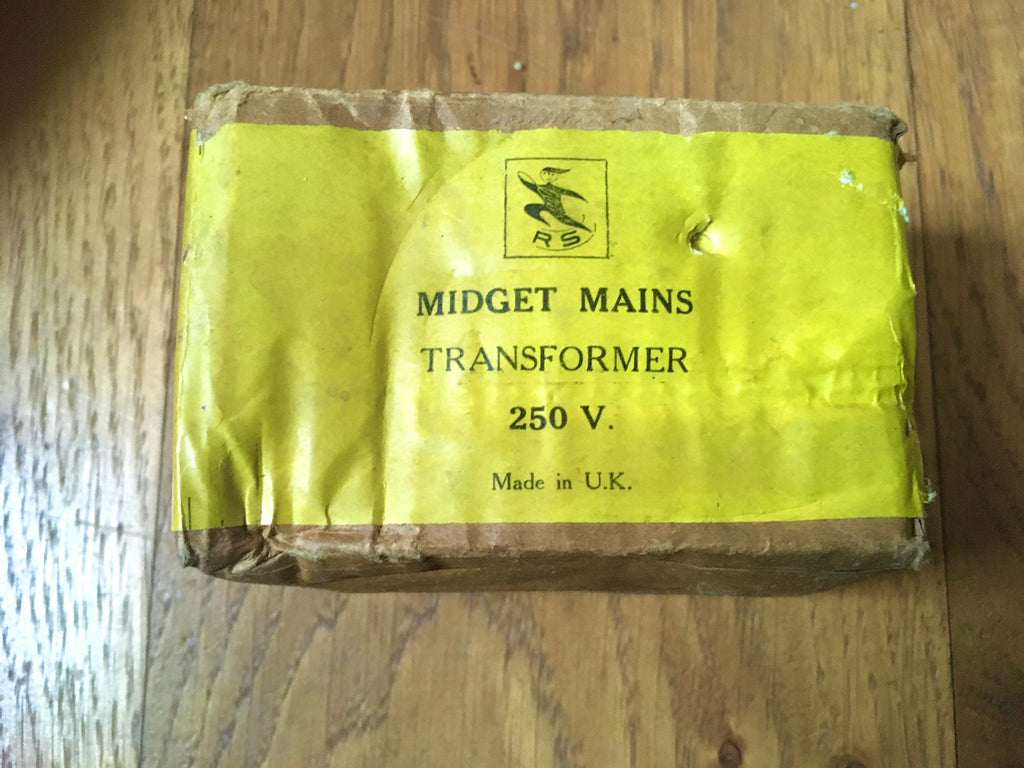 RS
MIDGET MAINS
TRANSFORMER
250 V.
Made in U.K.